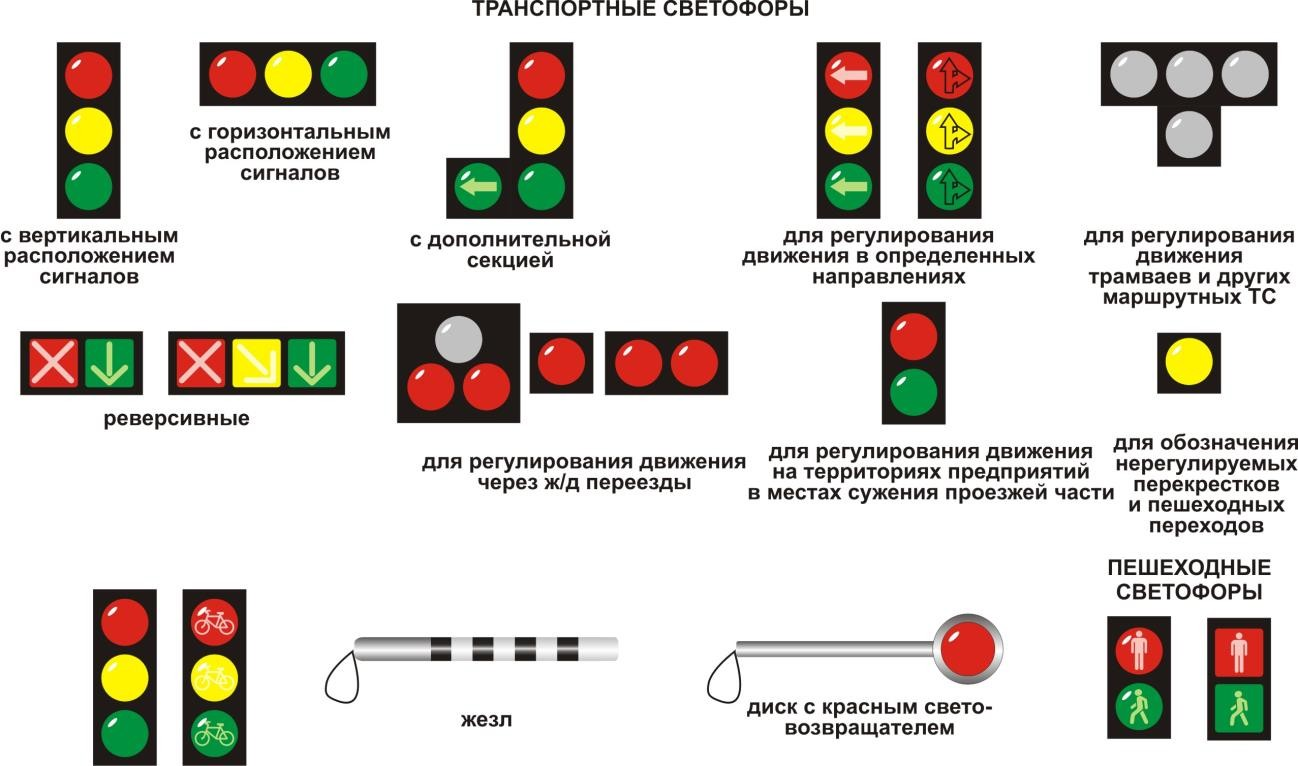 ТРАНСПОРТНЫЕ СВЕТОФОРЫ
с вертикальным
расположением
сигналов
с горизонтальным
расположением
сигналов
с дополнительной
секцией
для регулирования
движения в определенных
направлениях
для регулирования
движения
трамваев и других
маршрутных ТС
реверсивные
для регулирования движения
через ж/д переезды
для регулирования движения
на территориях предприятий
в местах сужения проезжей части
для обозначения
нерегулируемых
перекрестков
и пешеходных
переходов
жезл
диск с красным свето-
возвращателем
ПЕШЕХОДНЫЕ
СВЕТОФОРЫ